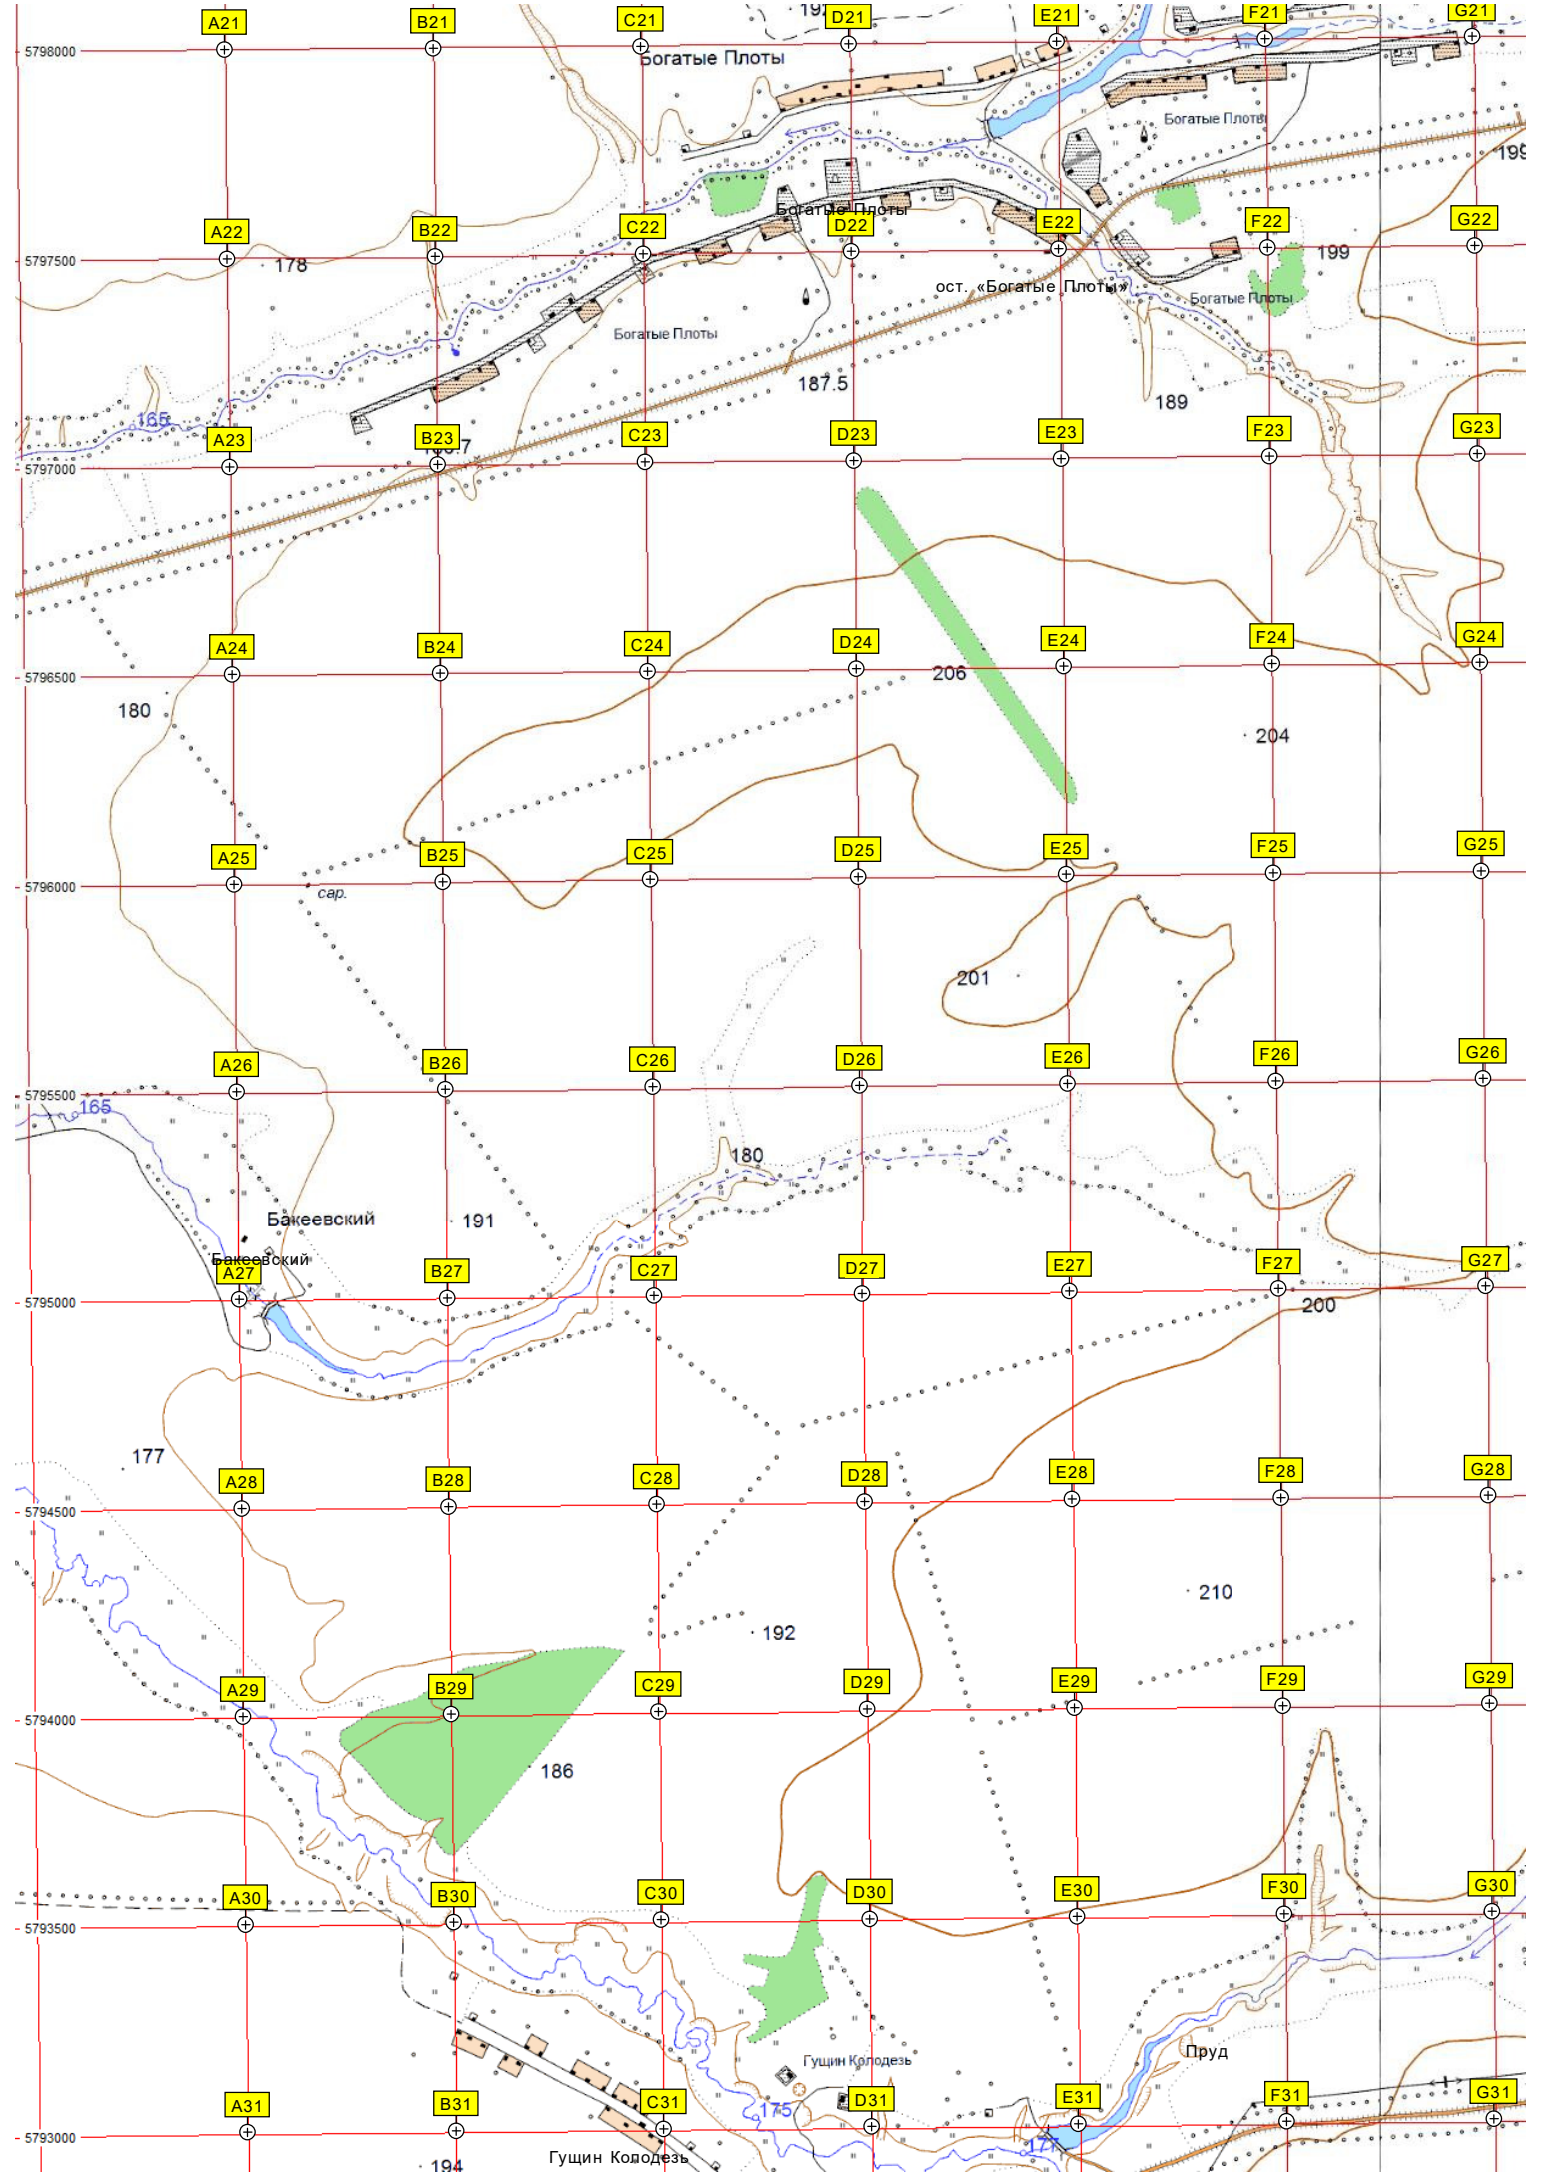 A21 B21 C21 D21 E21 F21 G21
5798000
Богатые Плоты
Богатые Плоты
199
Богатые Плоты
A22 B22 C22 D22 E22 F22 G22
5797500
178
199
ост. «Богатые Плоты»
Богатые Плоты
Богатые Плоты
187.5
189
165
A23 B23 C23 D23 E23 F23 G23
5797000
A24 B24 C24 D24 E24 F24 G24
5796500
206
180
204
A25 B25 C25 D25 E25 F25 G25
5796000
сар.
201
A26 B26 C26 D26 E26 F26 G26
5795500
165
180
Бакеевский
191
Бакеевский
A27 B27 C27 D27 E27 F27 G27
5795000
200
177
A28 B28 C28 D28 E28 F28 G28
5794500
210
192
A29 B29 C29 D29 E29 F29 G29
5794000
186
A30 B30 C30 D30 E30 F30 G30
5793500
Пруд
Гущин Колодезь
A31 B31 C31 D31 E31 F31 G31
175
5793000
177
Гущин Колодезь
194